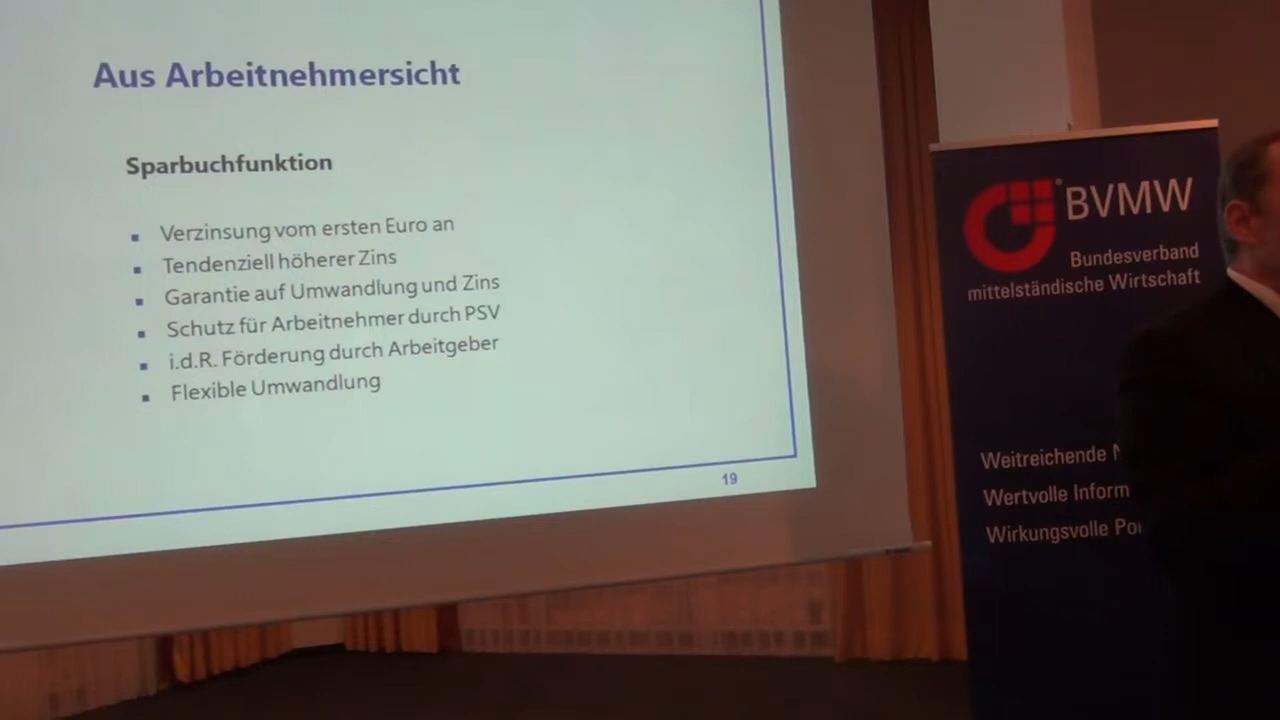 Aus Arbeitnehmersicht
Sparbuchfunktion
Verzinsung vom ersten Euro an
Tendenziell höherer Zins
Garantie auf Umwandlung und Zins
Schutz für Arbeitnehmer durch PSV
i.d.R. Förderung durch Arbeitgeber
Flexible Umwandlung
19
BVMW
Bundesverband
mittelständische Wirtschaft
Weitreichende
Wertvolle
Wirkungsvolle